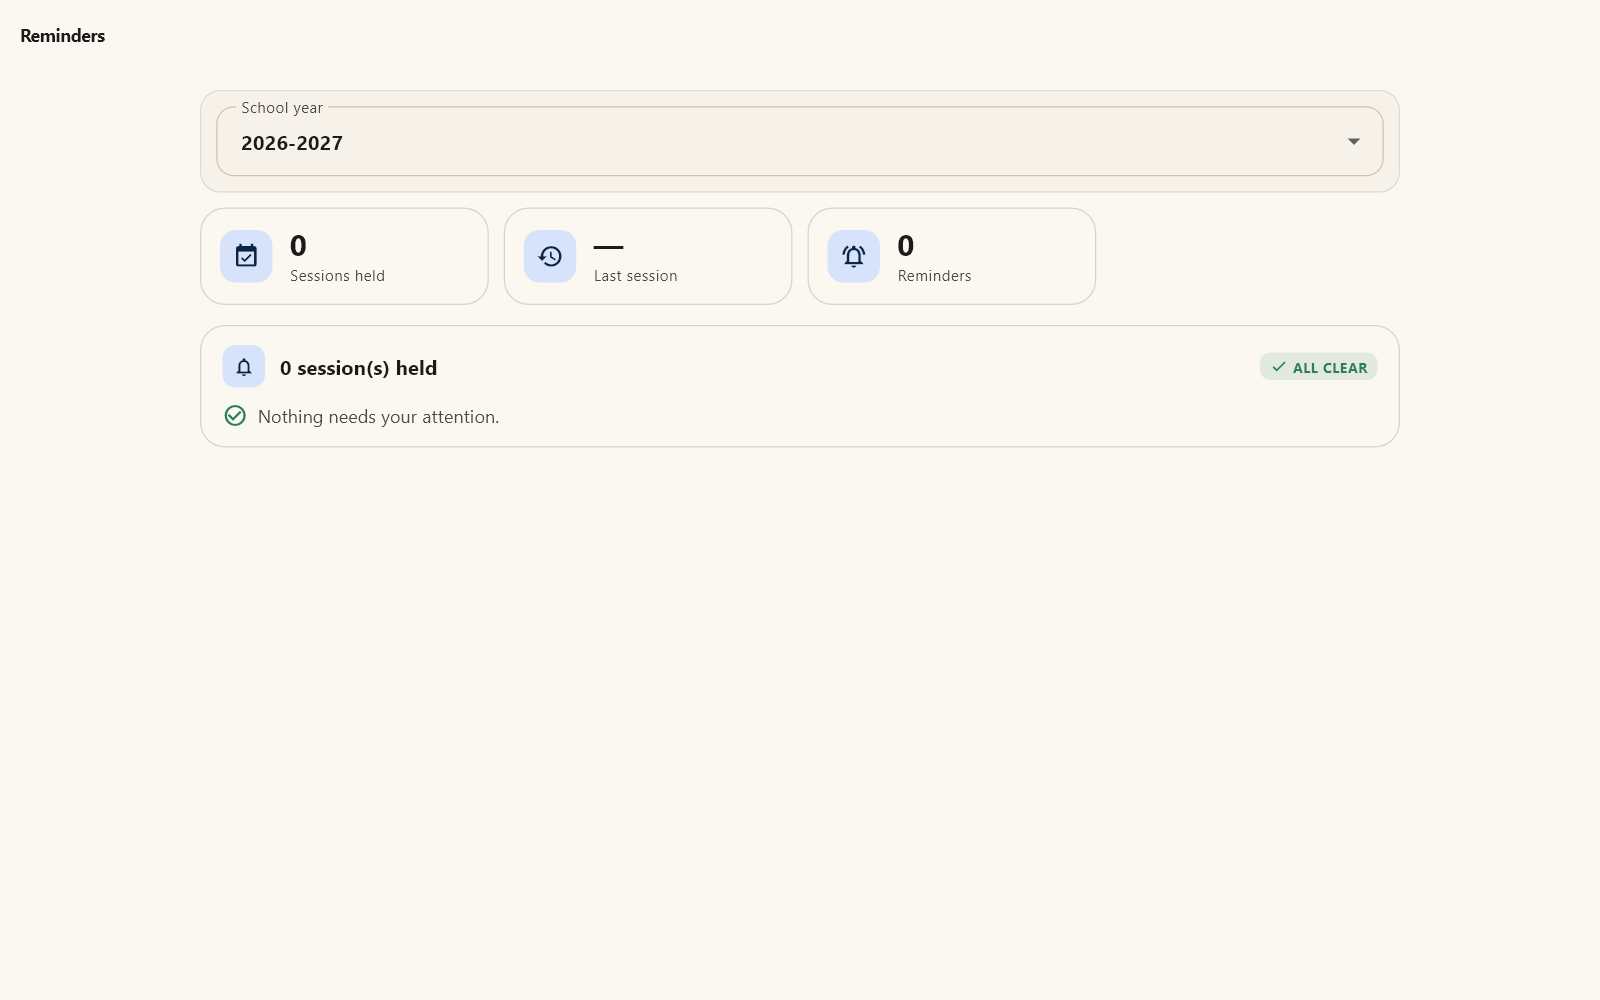 Reminders
School year
2026-2027
0
Sessions held
—
Last session
0
Reminders
0 session(s) held
ALL CLEAR
Nothing needs your attention.